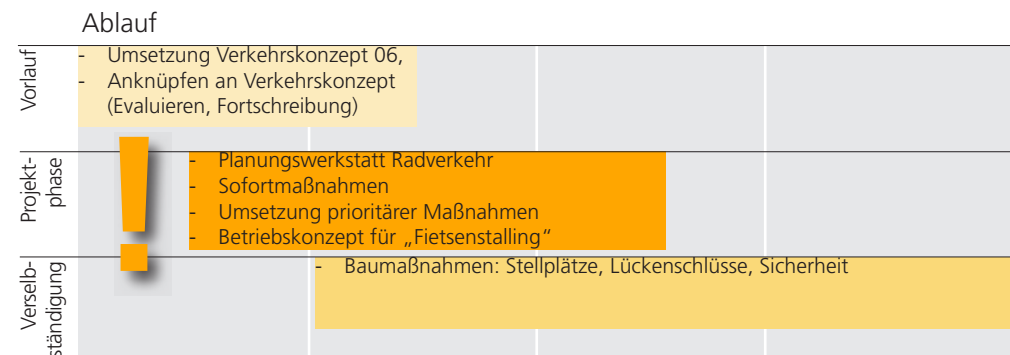 Ablauf
Vorlauf
- Umsetzung Verkehrskonzept 06,
- Anknüpfen an Verkehrskonzept
(Evaluieren, Fortschreibung)
!
Projekt-
phase
- Planungswerkstatt Radverkehr
- Sofortmaßnahmen
- Umsetzung prioritärer Maßnahmen
- Betriebskonzept für „Fietsenstalling“
Verselb-
ständigung
- Baumaßnahmen: Stellplätze, Lückenschlüsse, Sicherheit